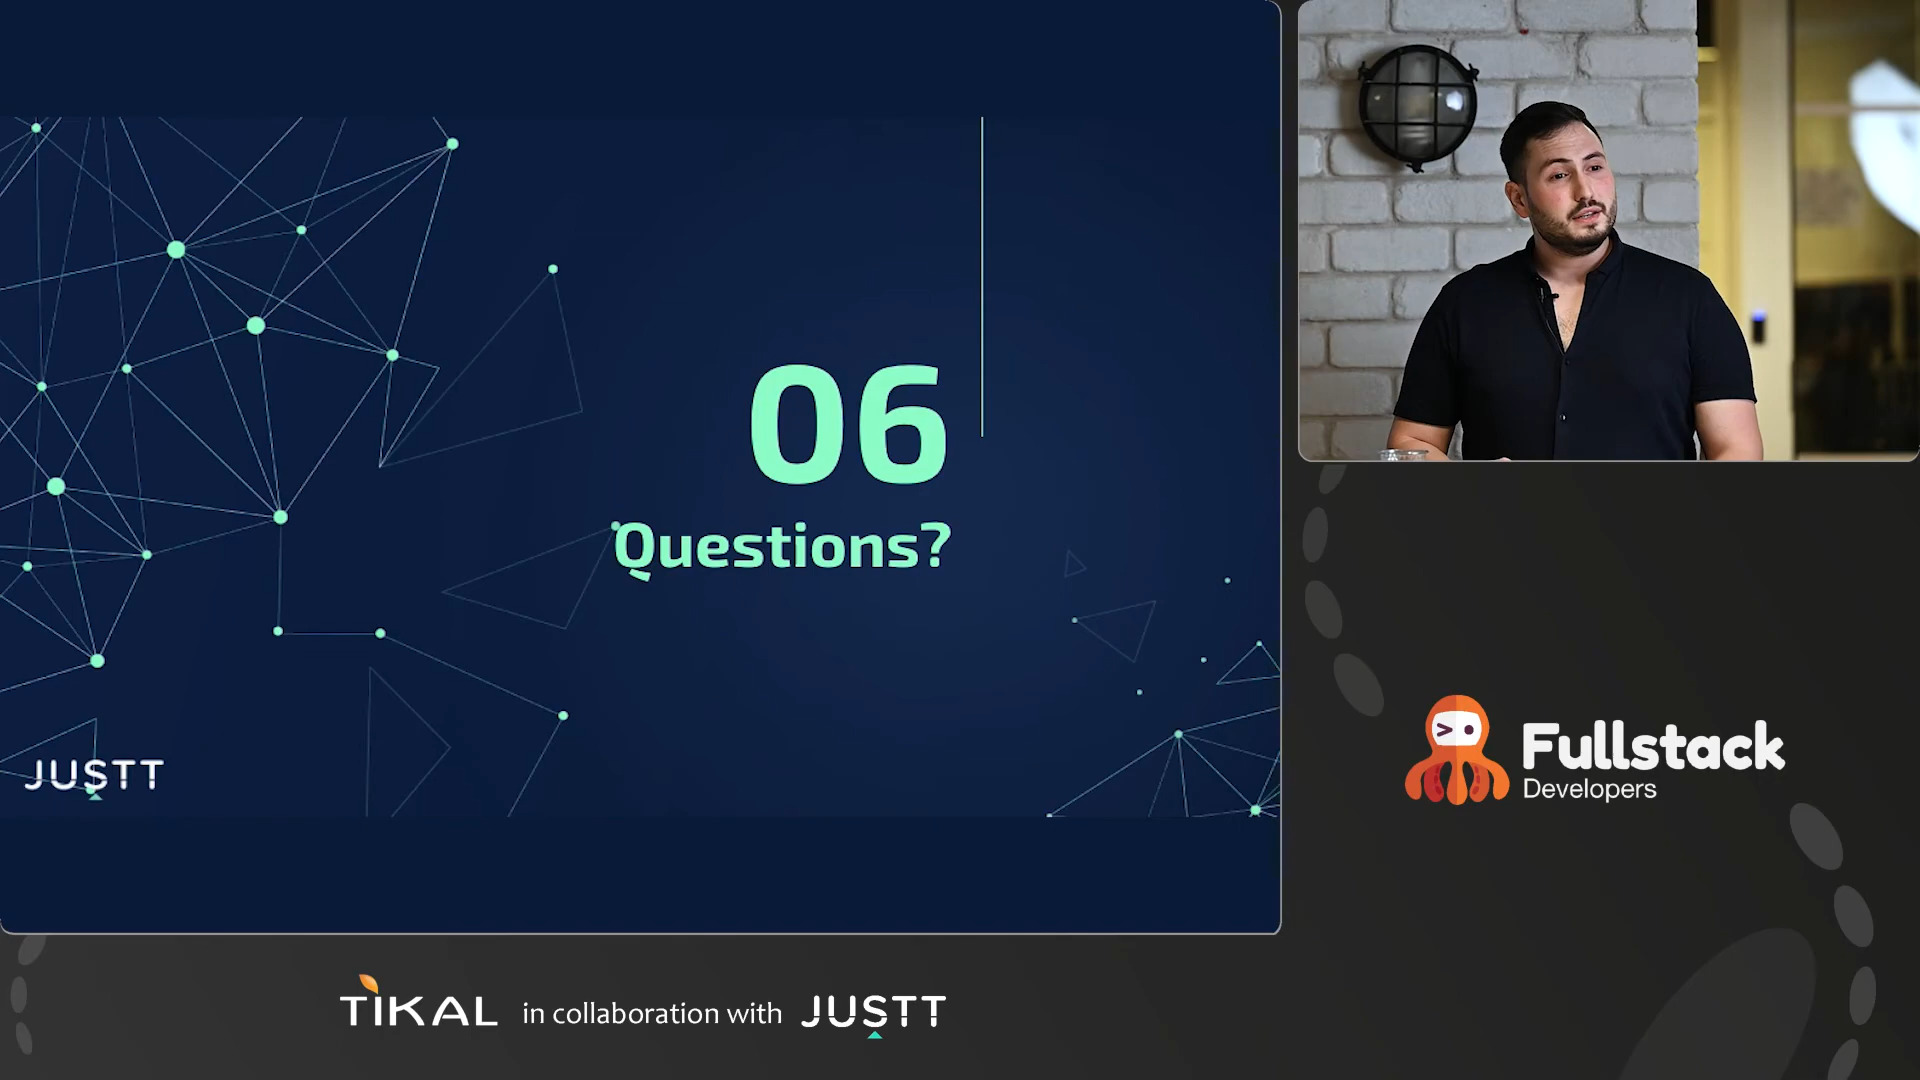 06
Questions?
JUSTT
Fullstack
Developers
TIKAL in collaboration with JUSTT